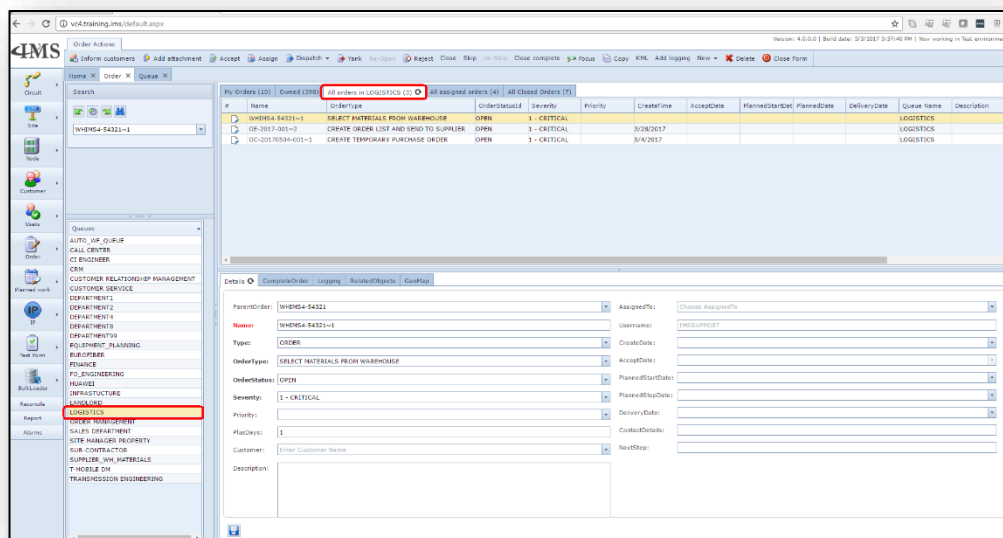 vc4.training.ims/default.aspx
Version: 4.0.0.0 | Build date: 5/3/2017 5:37:40 PM | Now working in Test environme
IMS
Order Actions
Inform customers Add attachment Accept Assign Dispatch Yank Re-Open Reject Close Skip Un-Skip Close complete Focus Copy KML Add logging New Delete Close Form
Home X Order X Queue X
Circuit
Site
Node
Customer
Users
Order
Planned work
IP
IP
Test Form
BulkLoader
Reconcile
Report
Alarms
Search
WHIMS4-54321~1
Queues
AUTO_WF_QUEUE
CALL CENTER
CI ENGINEER
CRM
CUSTOMER RELATIONSHIP MANAGEMENT
CUSTOMER SERVICE
DEPARTMENT1
DEPARTMENT2
DEPARTMENT4
DEPARTMENT8
DEPARTMENT99
EQUIPMENT_PLANNING
EUROFIBER
FINANCE
FO_ENGINEERING
HUAWEI
INFRASTUCTURE
LANDLORD
LOGISTICS
ORDER MANAGEMENT
SALES DEPARTMENT
SITE MANAGER PROPERTY
SUB-CONTRACTOR
SUPPLIER_WH_MATERIALS
T-MOBILE DM
TRANSMISSION ENGINEERING
My Orders (10) Owned (398) All orders in LOGISTICS (3) All assigned orders (4) All Closed Orders (7)
# Name OrderType OrderStatusId Severity Priority CreateTime AcceptDate PlannedStartDat PlannedDate DeliveryDate Queue Name Description
WHIMS4-54321~1 SELECT MATERIALS FROM WAREHOUSE OPEN 1 - CRITICAL LOGISTICS
OE-2017-081~2 CREATE ORDER LIST AND SEND TO SUPPLIER OPEN 1 - CRITICAL 3/28/2017 LOGISTICS
OC-20170504-001~1 CREATE TEMPORARY PURCHASE ORDER OPEN 1 - CRITICAL 5/4/2017 LOGISTICS
Details CompleteOrder Logging RelatedObjects GeoMap
ParentOrder: WHIMS4-54321 AssignedTo: Choose AssignedTo
Name: WHIMS4-54321~1 Username: IMSSUPPORT
Type: ORDER CreateDate:
OrderType: SELECT MATERIALS FROM WAREHOUSE AcceptDate:
OrderStatus: OPEN PlannedStartDate:
Severity: 1 - CRITICAL PlannedStopDate:
Priority: DeliveryDate:
PlusDays: 1 ContactDetails:
Customer: Enter Customer Name NextStep:
Description: